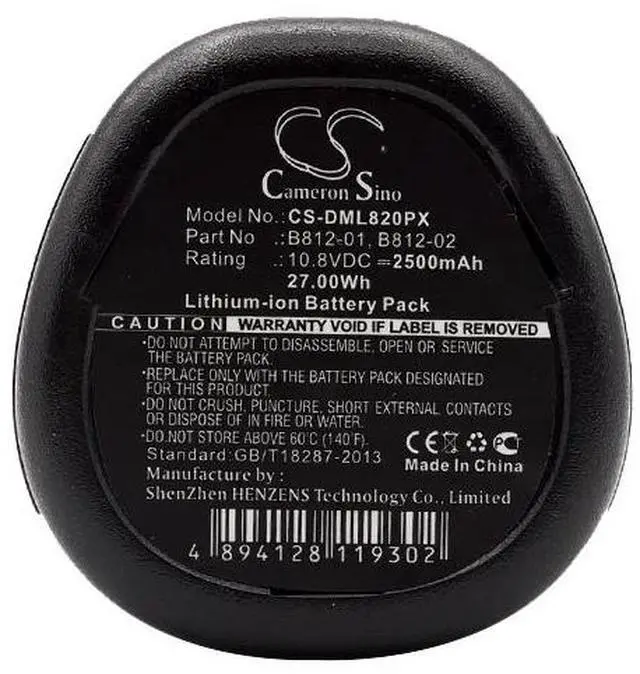 CS
Cameron Sino
Model No.:CS-DML820PX
Part No .:B812-01, B812-02
Rating .:10.8VDC ⎓2500mAh
27.00Wh
Lithium-ion Battery Pack
CAUTION WARRANTY VOID IF LABEL IS REMOVED
·DO NOT ATTEMPT TO DISASSEMBLE, OPEN OR SERVICE
THE BATTERY PACK.
·REPLACE ONLY WITH THE BATTERY PACK DESIGNATED
FOR THIS PRODUCT.
·DO NOT CRUSH, PUNCTURE, SHORT EXTERNAL CONTACTS
OR DISPOSE OF IN FIRE OR WATER.
·DO NOT STORE ABOVE 60°C (140°F).
Standard:GB/T18287-2013
CE
Made In China
Manufacture by :
ShenZhen HENZENS Technology Co., Limited
4 894128 119302